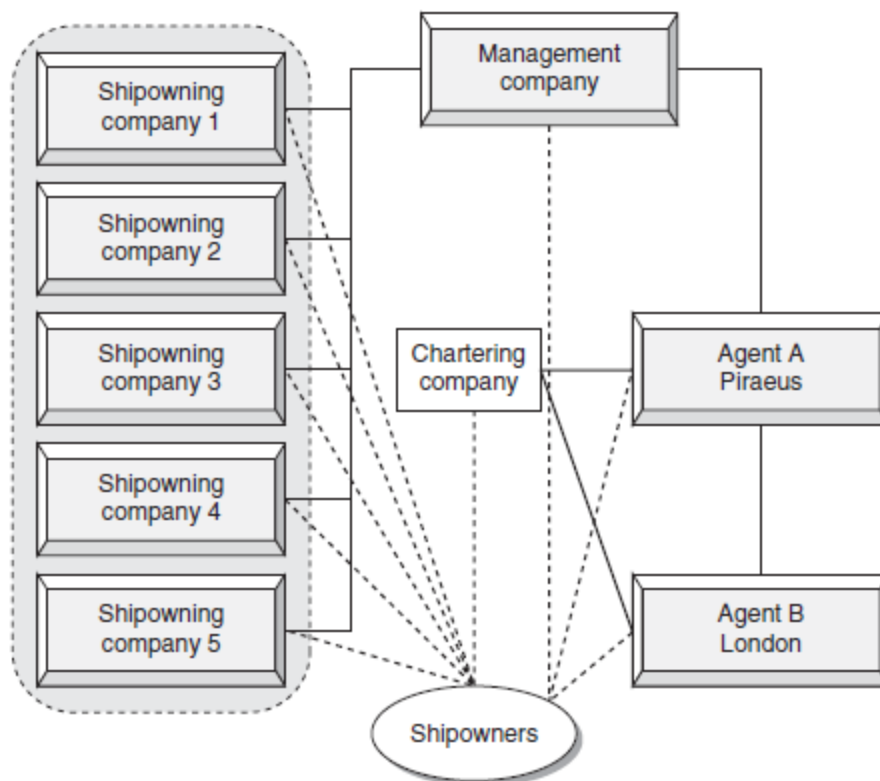 Shipowning
company 1
Shipowning
company 2
Shipowning
company 3
Shipowning
company 4
Shipowning
company 5
Management
company
Chartering
company
Agent A
Piraeus
Agent B
London
Shipowners